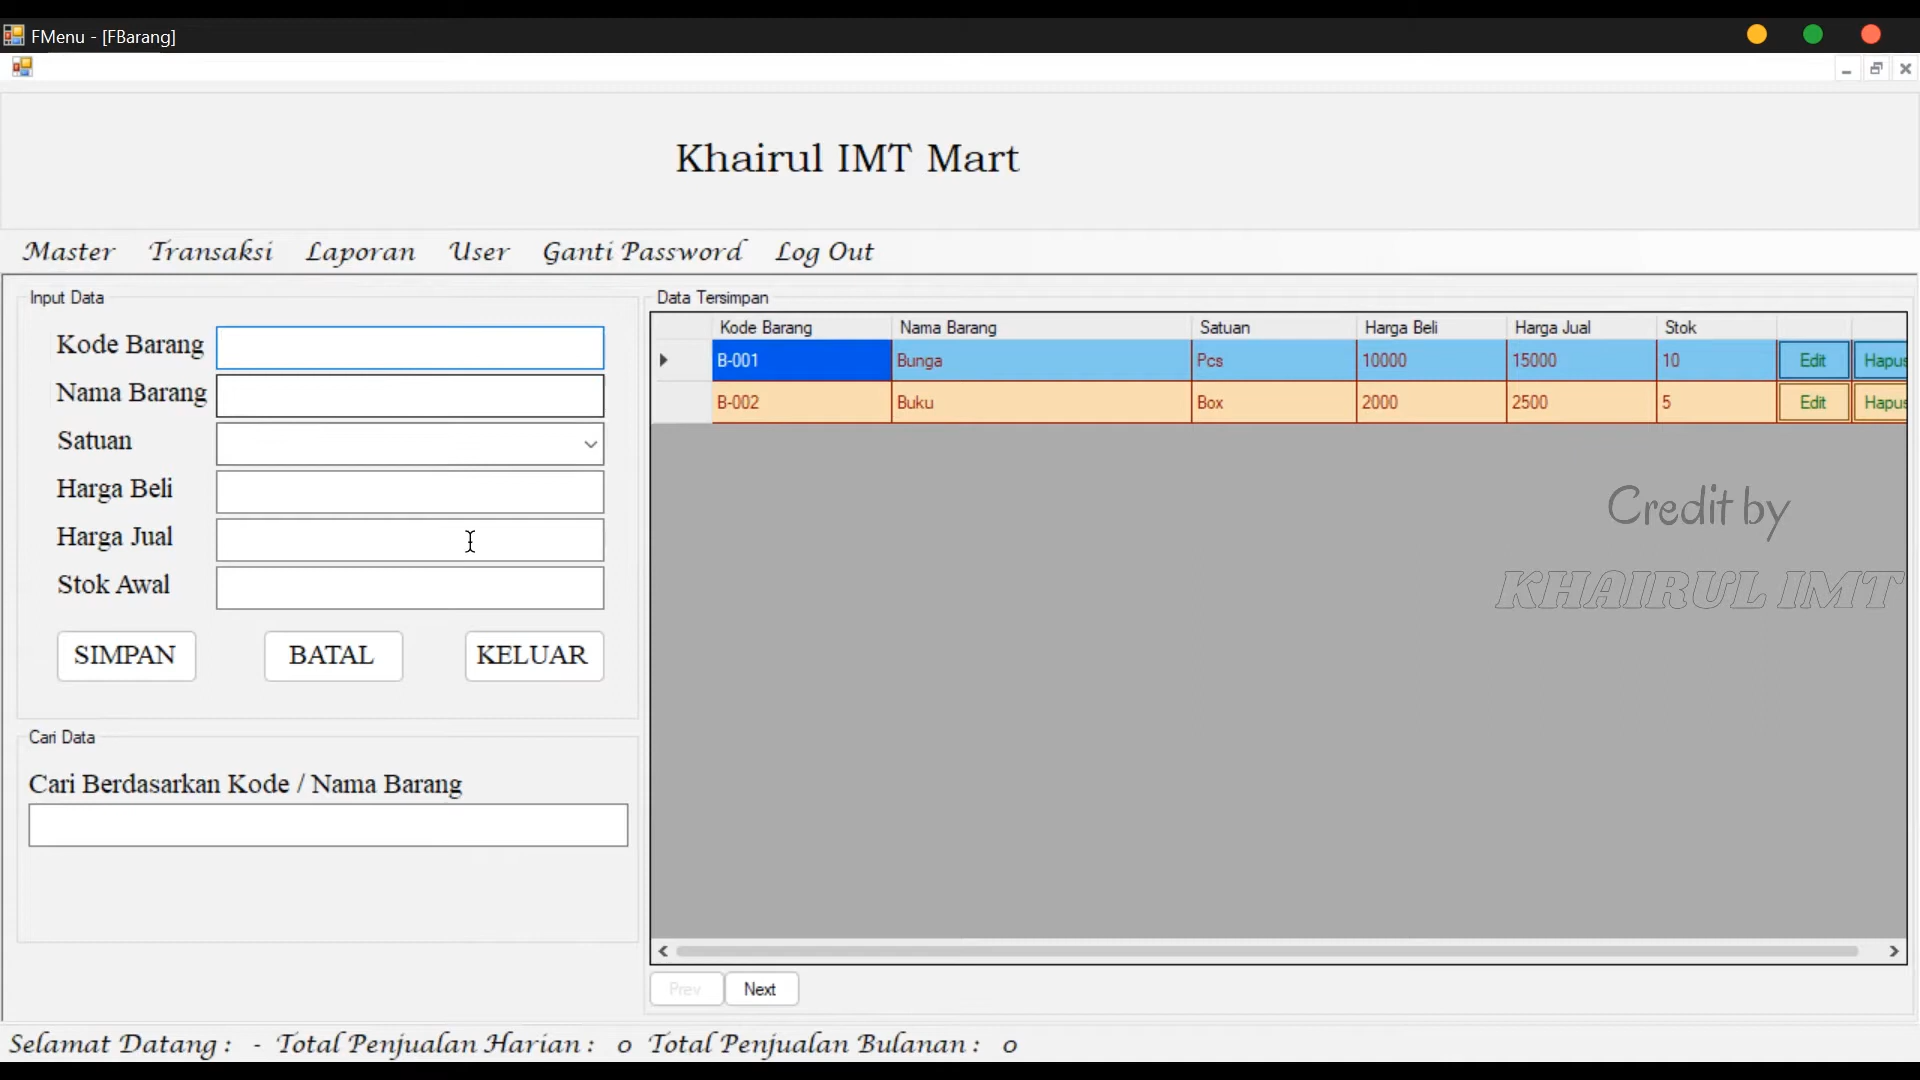 FMenu - [FBarang]
Khairul IMT Mart
Master Transaksi Laporan User Ganti Password Log Out
Input Data
Kode Barang
Nama Barang
Satuan
Harga Beli
Harga Jual
Stok Awal
SIMPAN BATAL KELUAR
Cari Data
Cari Berdasarkan Kode / Nama Barang
Data Tersimpan
Kode Barang Nama Barang Satuan Harga Beli Harga Jual Stok
B-001 Bunga Pcs 10000 15000 10 Edit Hapus
B-002 Buku Box 2000 2500 5 Edit Hapus
Credit by
KHAIRUL IMT
Prev Next
Selamat Datang : - Total Penjualan Harian : 0 Total Penjualan Bulanan : 0